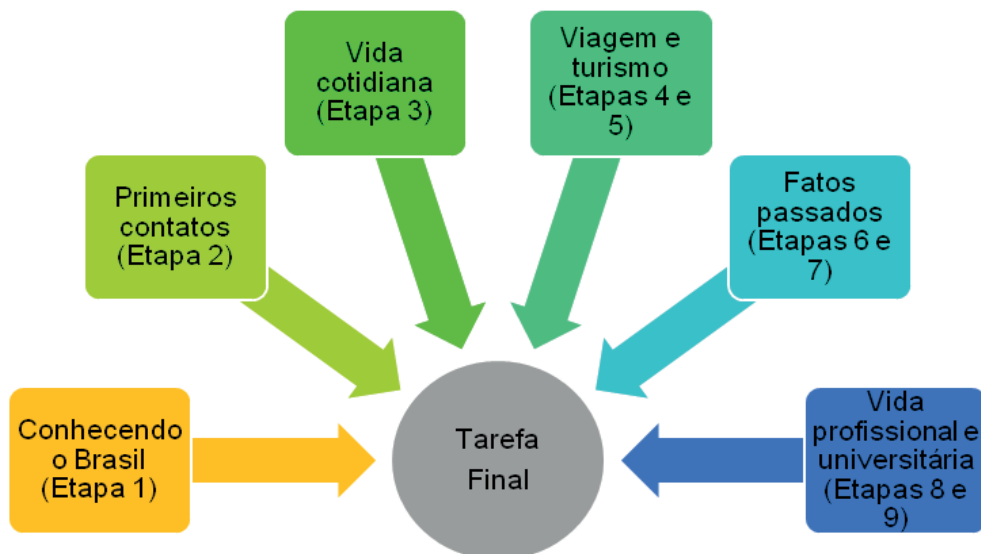 Conhecendo
o Brasil
(Etapa 1)
Primeiros
contatos
(Etapa 2)
Vida
cotidiana
(Etapa 3)
Viagem e
turismo
(Etapas 4 e
5)
Fatos
passados
(Etapas 6 e
7)
Vida
profissional e
universitária
(Etapas 8 e
9)
Tarefa
Final